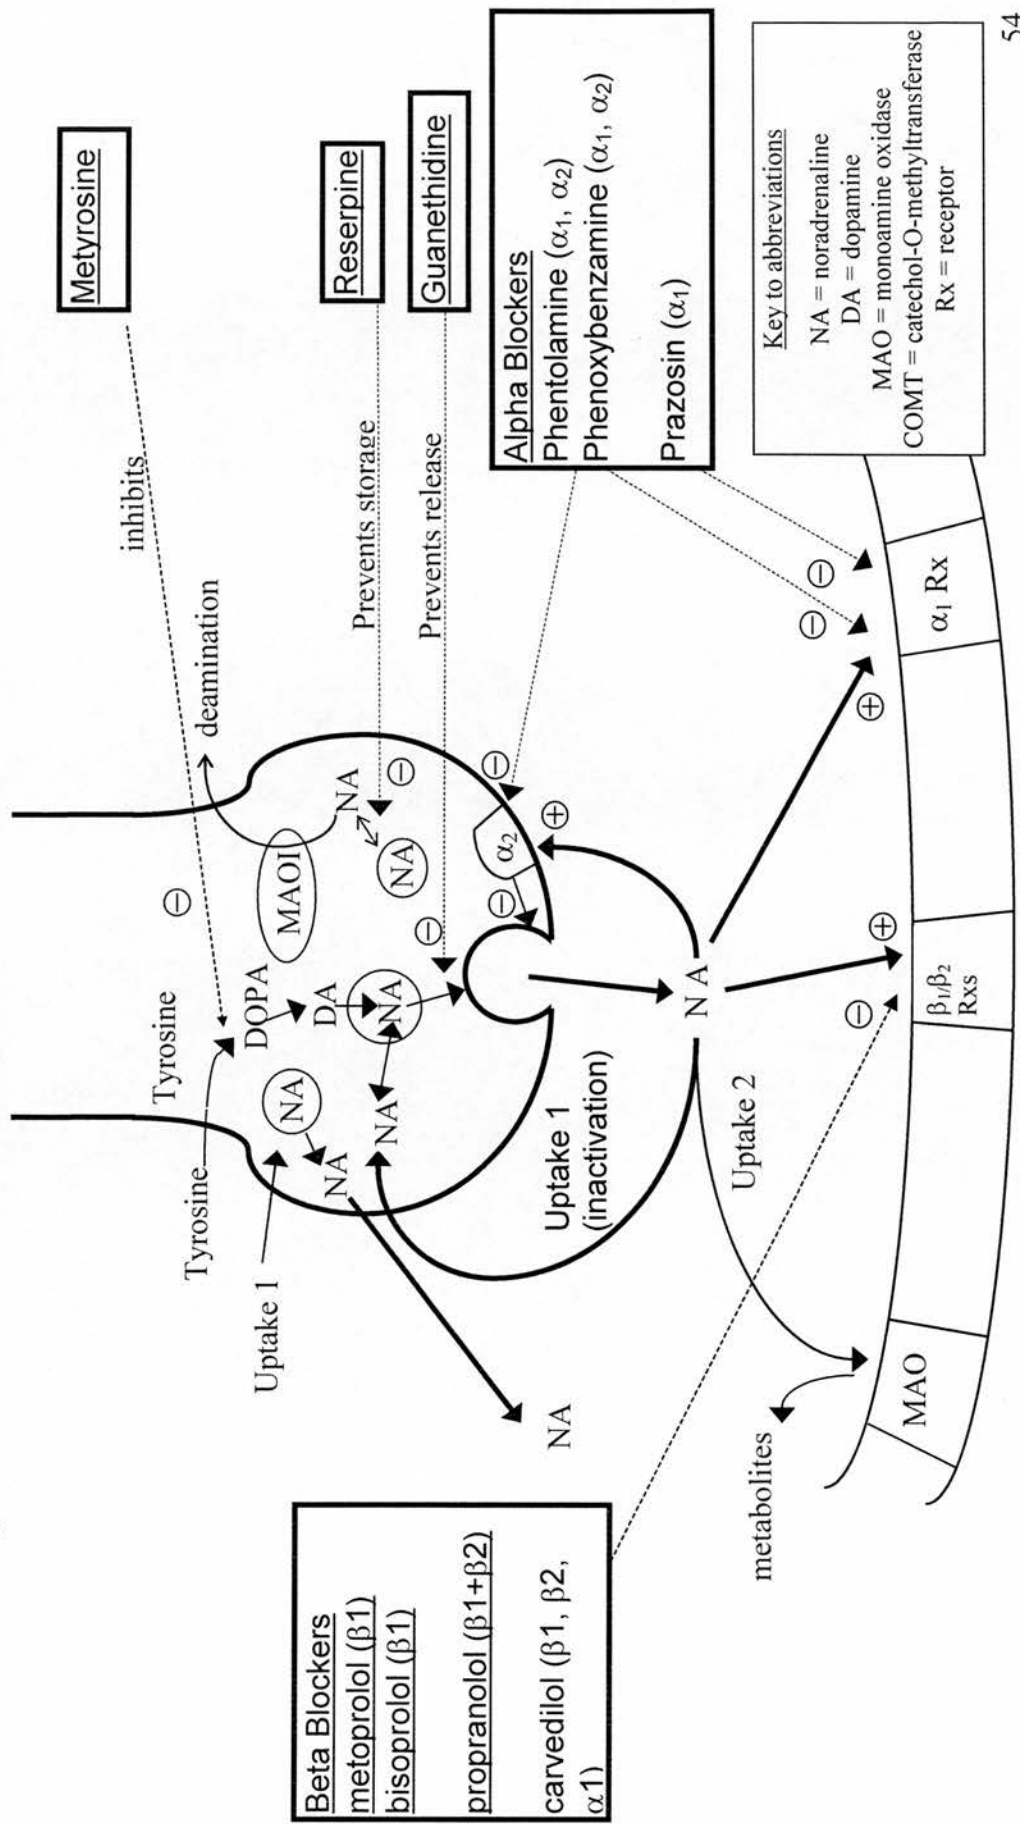 Metyrosine
inhibits
Reserpine
Prevents storage
Guanethidine
Prevents release
Alpha Blockers
Phentolamine (α₁, α₂)
Phenoxybenzamine (α₁, α₂)
Prazosin (α₁)
Key to abbreviations
NA = noradrenaline
DA = dopamine
MAO = monoamine oxidase
COMT = catechol-O-methyltransferase
Rx = receptor
54
Tyrosine
Tyrosine
DOPA
DA
NA
NA
MAOI
deamination
NA
NA
Uptake 1
NA
NA
NA
α₂
Uptake 1
(inactivation)
N A
Uptake 2
metabolites
MAO
β₁/β₂
Rxs
α₁ Rx
⊖
⊖
⊖
⊖
⊖
⊕
⊖
⊕
⊖
⊖
⊕
Beta Blockers
metoprolol (β1)
bisoprolol (β1)
propranolol (β1+β2)
carvedilol (β1, β2,
α1)